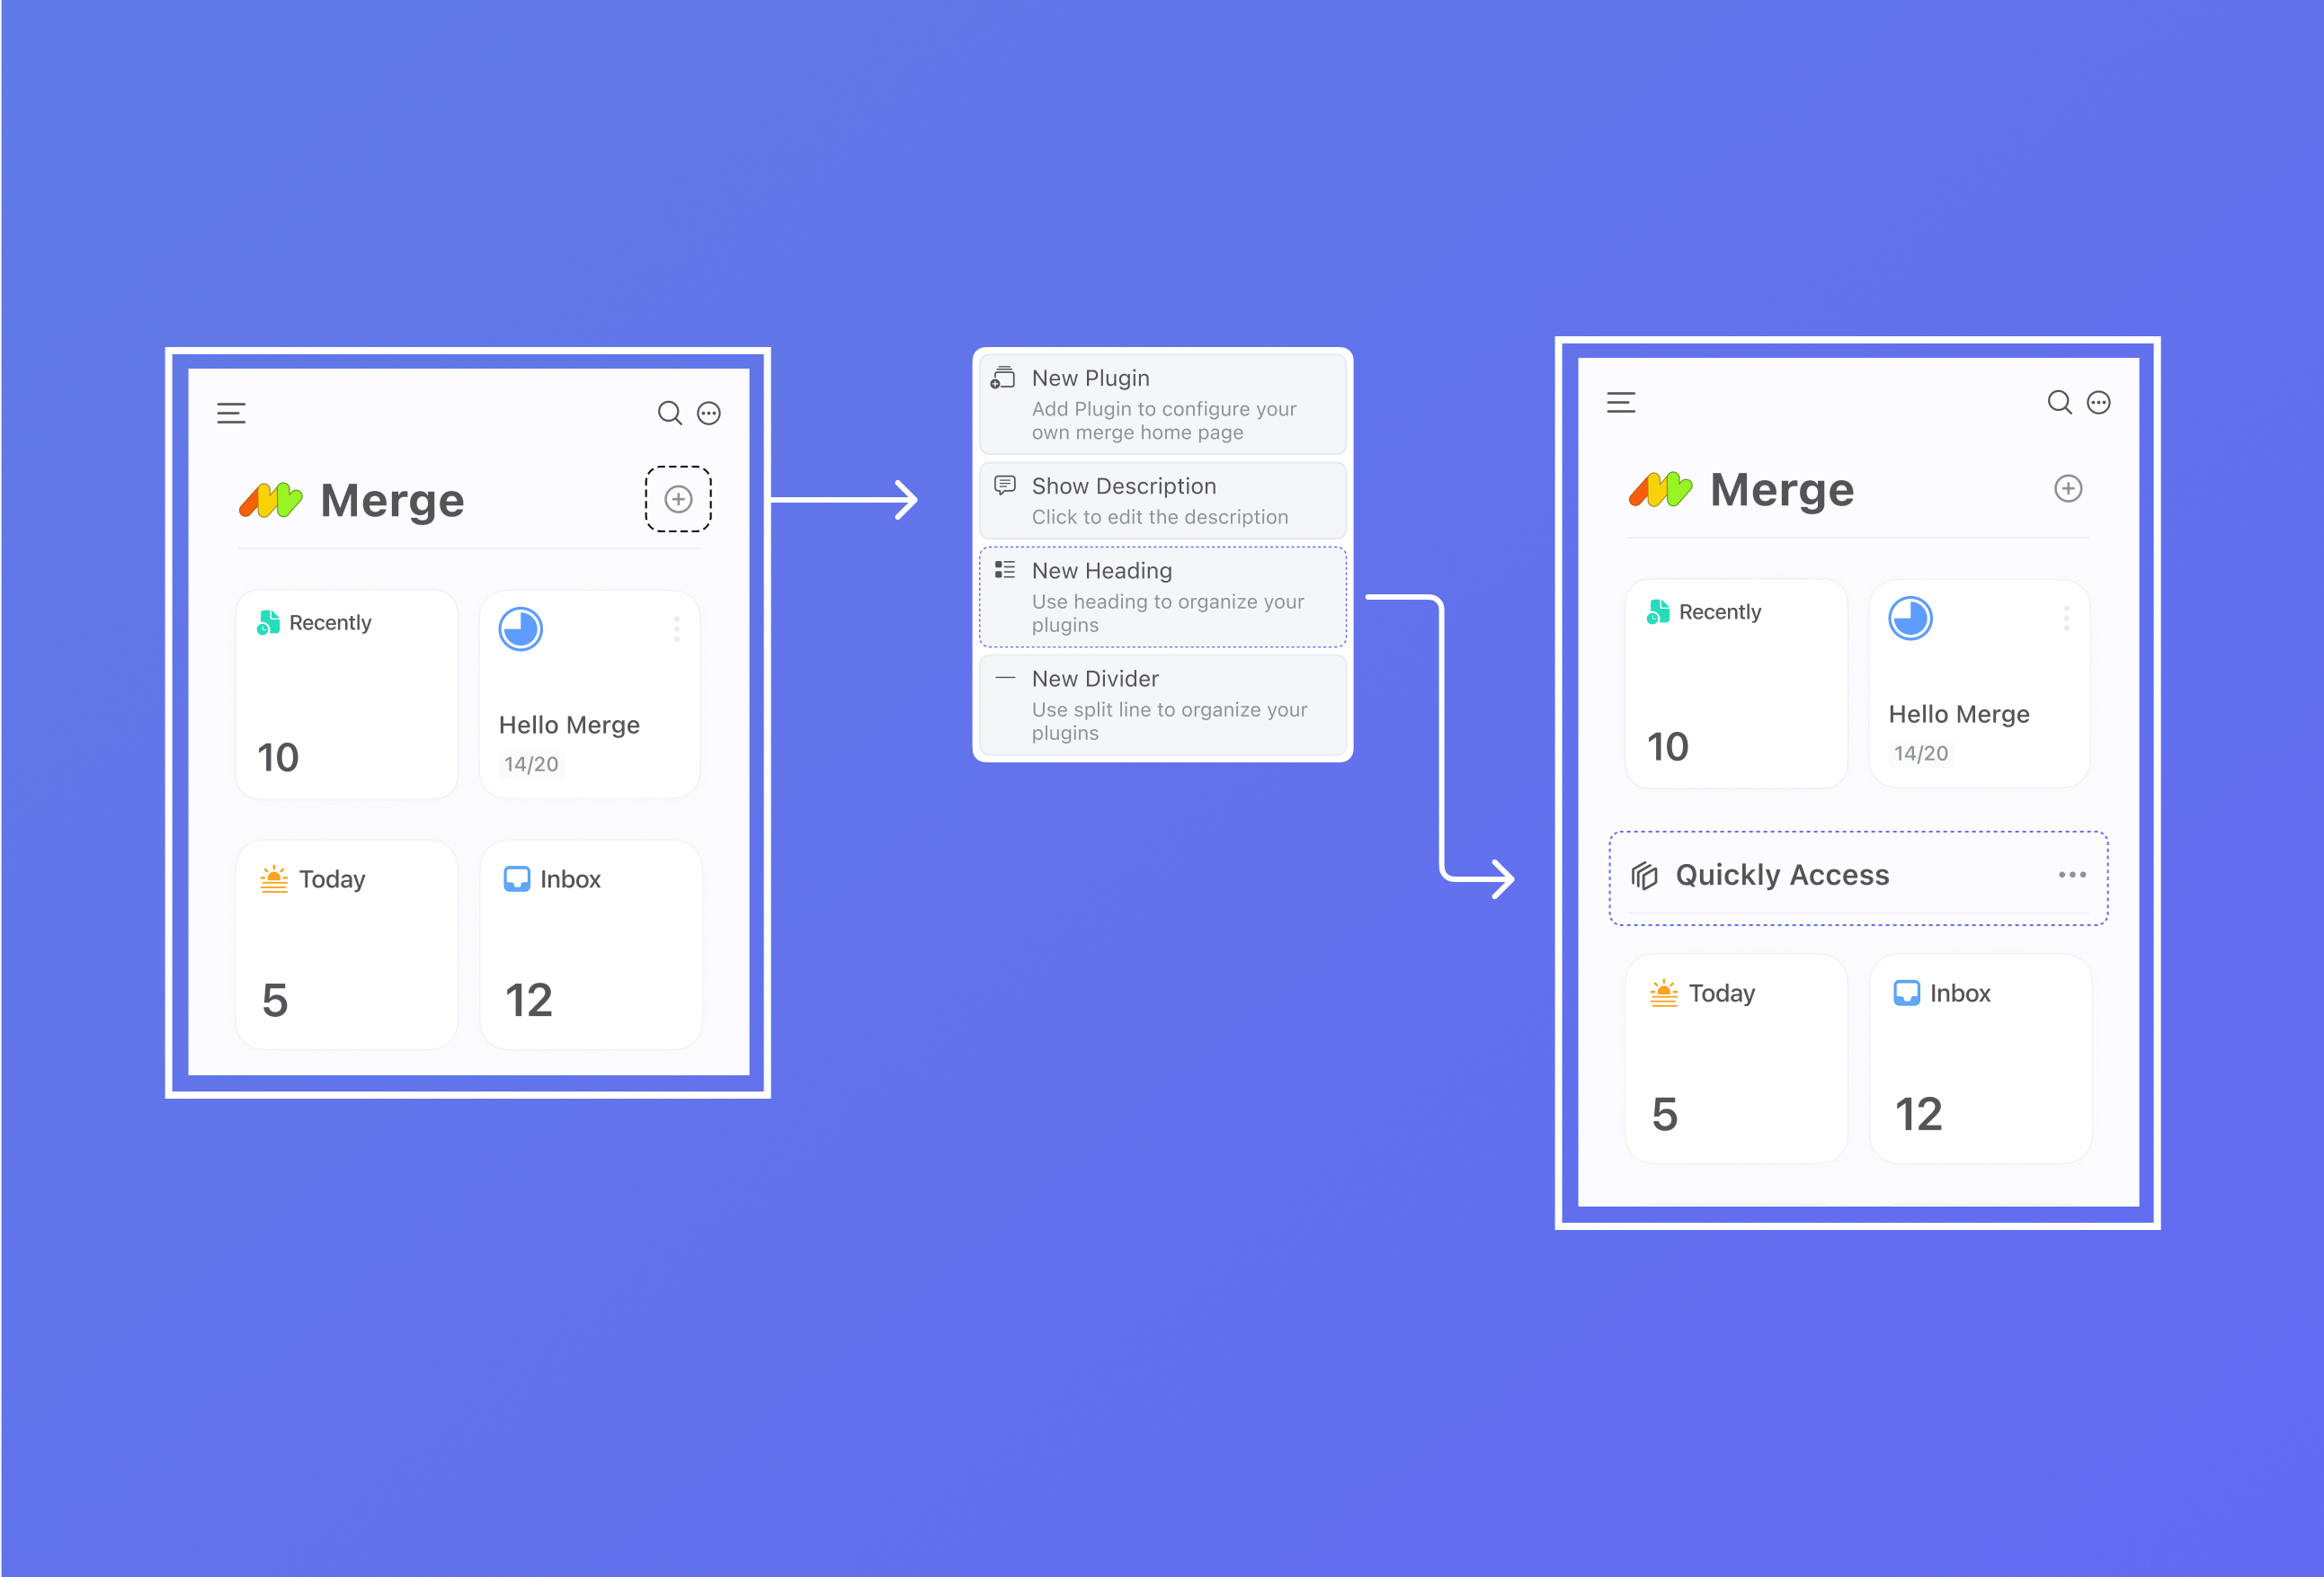 Merge
Recently
10
Hello Merge
14/20
Today
5
Inbox
12
New Plugin
Add Plugin to configure your
own merge home page
Show Description
Click to edit the description
New Heading
Use heading to organize your
plugins
New Divider
Use split line to organize your
plugins
Merge
Recently
10
Hello Merge
14/20
Quickly Access
Today
5
Inbox
12